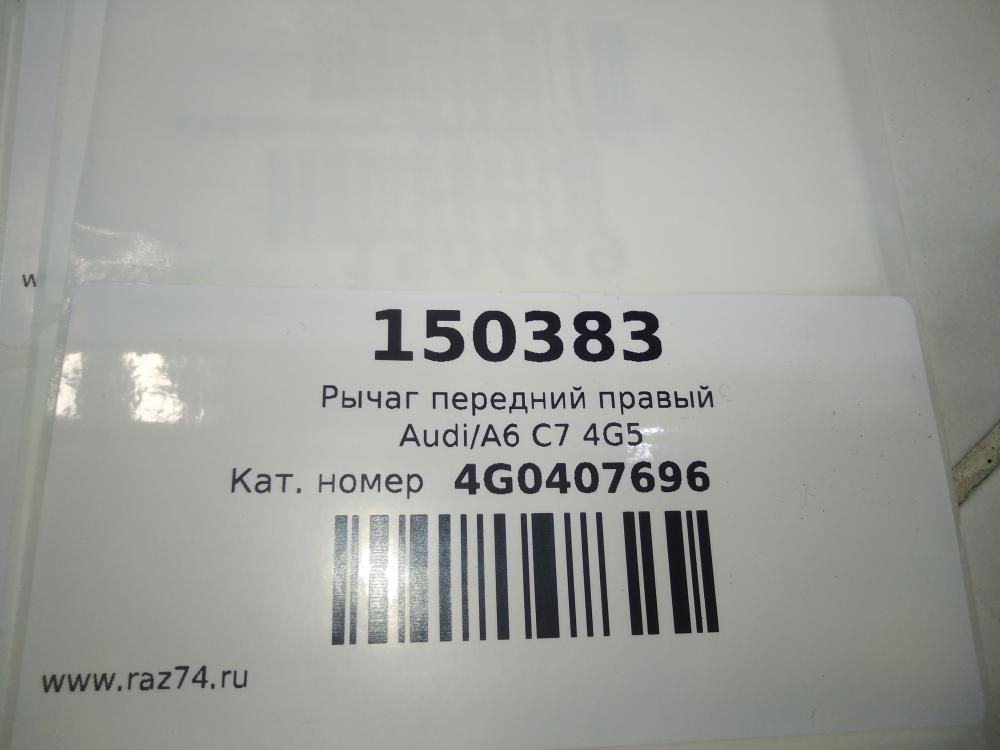 w
150383
Рычаг передний правый
Audi/A6 C7 4G5
Кат. номер 4G0407696
www.raz74.ru